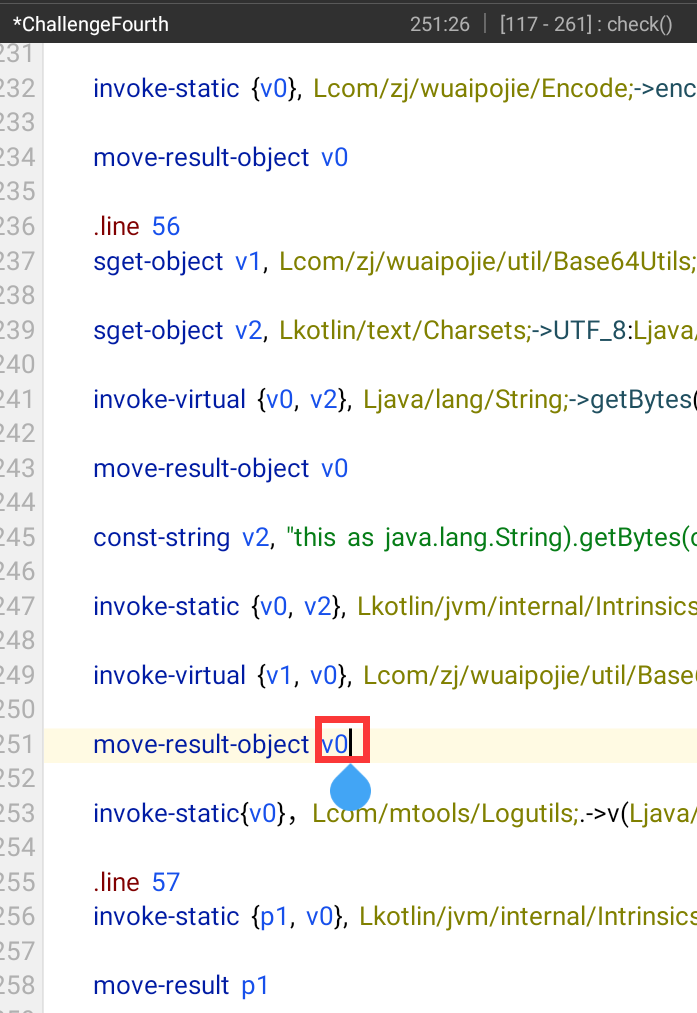 *ChallengeFourth 251:26 [117 - 261] : check()
231
232 invoke-static {v0}, Lcom/zj/wuaipojie/Encode;->enc
233
234 move-result-object v0
235
236 .line 56
237 sget-object v1, Lcom/zj/wuaipojie/util/Base64Utils;
238
239 sget-object v2, Lkotlin/text/Charsets;->UTF_8:Ljava/
240
241 invoke-virtual {v0, v2}, Ljava/lang/String;->getBytes(
242
243 move-result-object v0
244
245 const-string v2, "this as java.lang.String).getBytes(c
246
247 invoke-static {v0, v2}, Lkotlin/jvm/internal/Intrinsics
248
249 invoke-virtual {v1, v0}, Lcom/zj/wuaipojie/util/Base6
250
251 move-result-object v0
252
253 invoke-static{v0}，Lcom/mtools/Logutils;.->v(Ljava/
254
255 .line 57
256 invoke-static {p1, v0}, Lkotlin/jvm/internal/Intrinsics
257
258 move-result p1